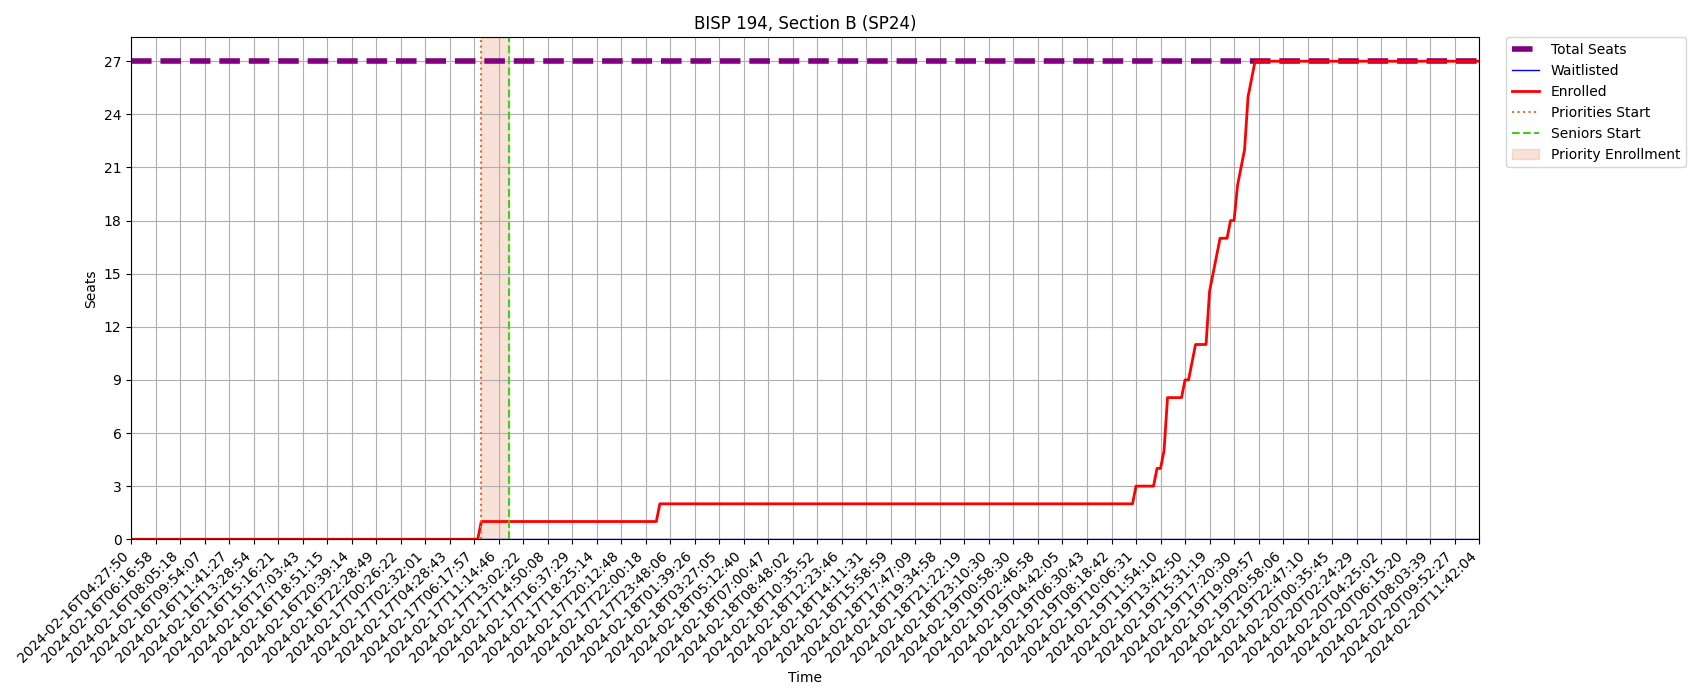 BISP 194, Section B (SP24)
Total Seats
Waitlisted
Enrolled
Priorities Start
Seniors Start
Priority Enrollment
Seats
27
24
21
18
15
12
9
6
3
0
2024-02-16T04:27:50
2024-02-16T06:16:58
2024-02-16T08:05:18
2024-02-16T09:54:07
2024-02-16T11:41:27
2024-02-16T13:28:54
2024-02-16T15:16:21
2024-02-16T17:03:43
2024-02-16T18:51:15
2024-02-16T20:39:14
2024-02-16T22:28:49
2024-02-17T00:26:22
2024-02-17T02:32:01
2024-02-17T04:28:43
2024-02-17T06:17:57
2024-02-17T11:14:46
2024-02-17T13:02:22
2024-02-17T14:50:08
2024-02-17T16:37:29
2024-02-17T18:25:14
2024-02-17T20:12:48
2024-02-17T22:00:18
2024-02-17T23:48:06
2024-02-18T01:39:26
2024-02-18T03:27:05
2024-02-18T05:12:40
2024-02-18T07:00:47
2024-02-18T08:48:02
2024-02-18T10:35:52
2024-02-18T12:23:46
2024-02-18T14:11:31
2024-02-18T15:58:59
2024-02-18T17:47:09
2024-02-18T19:34:58
2024-02-18T21:22:19
2024-02-18T23:10:30
2024-02-19T00:58:30
2024-02-19T02:46:58
2024-02-19T04:42:05
2024-02-19T06:30:43
2024-02-19T08:18:42
2024-02-19T10:06:31
2024-02-19T11:54:10
2024-02-19T13:42:50
2024-02-19T15:31:19
2024-02-19T17:20:30
2024-02-19T19:09:57
2024-02-19T20:58:06
2024-02-19T22:47:10
2024-02-20T00:35:45
2024-02-20T02:24:29
2024-02-20T04:25:02
2024-02-20T06:15:20
2024-02-20T08:03:39
2024-02-20T09:52:27
2024-02-20T11:42:04
Time